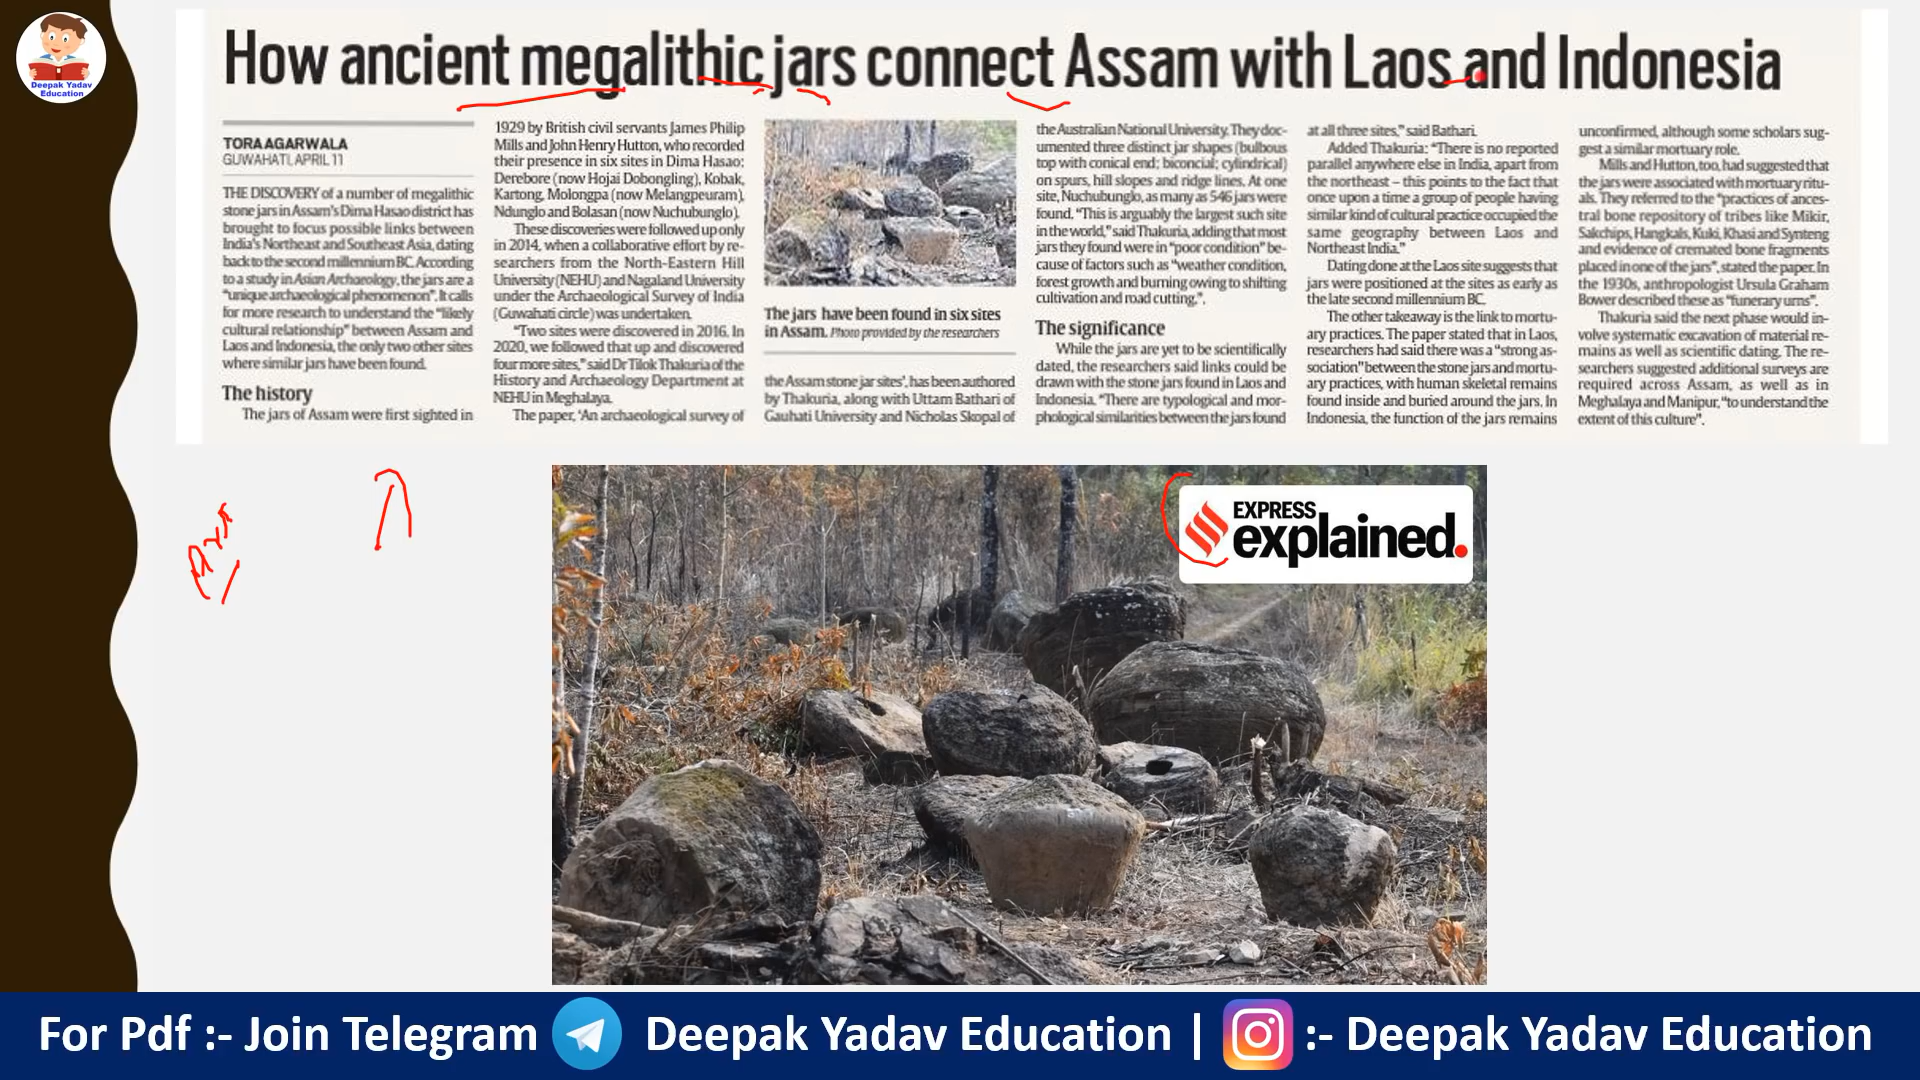 Deepak Yadav
Education
How ancient megalithic jars connect Assam with Laos and Indonesia
TORA AGARWALA
GUWAHATI, APRIL 11
THE DISCOVERY of a number of megalithic
stone jars in Assam's Dima Hasao district has
brought to focus possible links between
India's Northeast and Southeast Asia, dating
back to the second millennium BC. According
to a study in Asian Archaeology, the jars are a
"unique archaeological phenomenon". It calls
for more research to understand the "likely
cultural relationship" between Assam and
Laos and Indonesia, the only two other sites
where similar jars have been found.
The history
The jars of Assam were first sighted in
1929 by British civil servants James Philip
Mills and John Henry Hutton, who recorded
their presence in six sites in Dima Hasao:
Derebore (now Hojai Dobongling), Kobak,
Kartong, Molongpa (now Melangpeuram),
Ndunglo and Bolasan (now Nuchubunglo).
These discoveries were followed up only
in 2014, when a collaborative effort by re-
searchers from the North-Eastern Hill
University (NEHU) and Nagaland University
under the Archaeological Survey of India
(Guwahati circle) was undertaken.
"Two sites were discovered in 2016. In
2020, we followed that up and discovered
four more sites," said Dr Tilok Thakuria of the
History and Archaeology Department at
NEHU in Meghalaya.
The paper, 'An archaeological survey of
The jars have been found in six sites
in Assam. Photo provided by the researchers
the Assam stone jar sites', has been authored
by Thakuria, along with Uttam Bathari of
Gauhati University and Nicholas Skopal of
the Australian National University. They doc-
umented three distinct jar shapes (bulbous
top with conical end; biconcial; cylindrical)
on spurs, hill slopes and ridge lines. At one
site, Nuchubunglo, as many as 546 jars were
found. "This is arguably the largest such site
in the world," said Thakuria, adding that most
jars they found were in "poor condition" be-
cause of factors such as "weather condition,
forest growth and burning owing to shifting
cultivation and road cutting,".
The significance
While the jars are yet to be scientifically
dated, the researchers said links could be
drawn with the stone jars found in Laos and
Indonesia. "There are typological and mor-
phological similarities between the jars found
at all three sites," said Bathari.
Added Thakuria: "There is no reported
parallel anywhere else in India, apart from
the northeast – this points to the fact that
once upon a time a group of people having
similar kind of cultural practice occupied the
same geography between Laos and
Northeast India."
Dating done at the Laos site suggests that
jars were positioned at the sites as early as
the late second millennium BC.
The other takeaway is the link to mortu-
ary practices. The paper stated that in Laos,
researchers had said there was a "strong as-
sociation" between the stone jars and mortu-
ary practices, with human skeletal remains
found inside and buried around the jars. In
Indonesia, the function of the jars remains
unconfirmed, although some scholars sug-
gest a similar mortuary role.
Mills and Hutton, too, had suggested that
the jars were associated with mortuary ritu-
als. They referred to the "practices of ances-
tral bone repository of tribes like Mikir,
Sakchips, Hangkals, Kuki, Khasi and Synteng
and evidence of cremated bone fragments
placed in one of the jars", stated the paper. In
the 1930s, anthropologist Ursula Graham
Bower described these as "funerary urns".
Thakuria said the next phase would in-
volve systematic excavation of material re-
mains as well as scientific dating. The re-
searchers suggested additional surveys are
required across Assam, as well as in
Meghalaya and Manipur, "to understand the
extent of this culture".
EXPRESS
explained.
For Pdf :- Join Telegram Deepak Yadav Education | :- Deepak Yadav Education